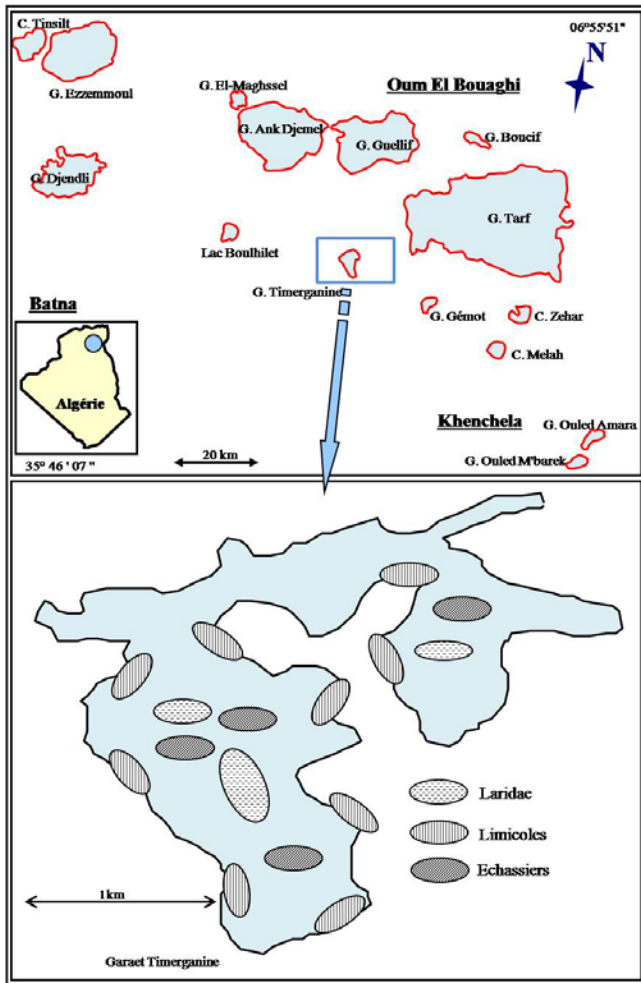 C. Tinsilt
06°55'51"
N
G. Ezzemmoul
G. El-Maghssel
Oum El Bouaghi
G. Ank Djemel
G. Guellif
G. Boucif
G. Djendli
G. Tarf
Lac Boulhilet
G. Timerganine
Batna
G. Gémot
C. Zehar
C. Melah
Algérie
Khenchela
G. Ouled Amara
20 km
G. Ouled M'barek
35° 46 ' 07 "
Laridae
Limicoles
Echassiers
1km
Garaet Timerganine